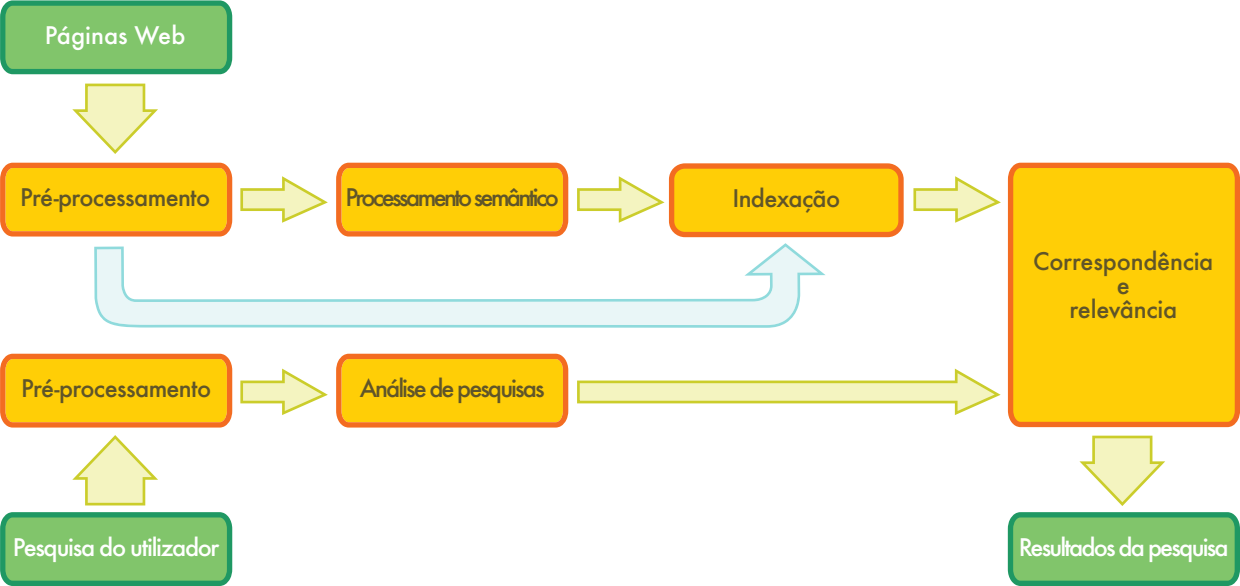 Páginas Web
Pré-processamento
Processamento semântico
Indexação
Correspondência
e
relevância
Pré-processamento
Análise de pesquisas
Pesquisa do utilizador
Resultados da pesquisa